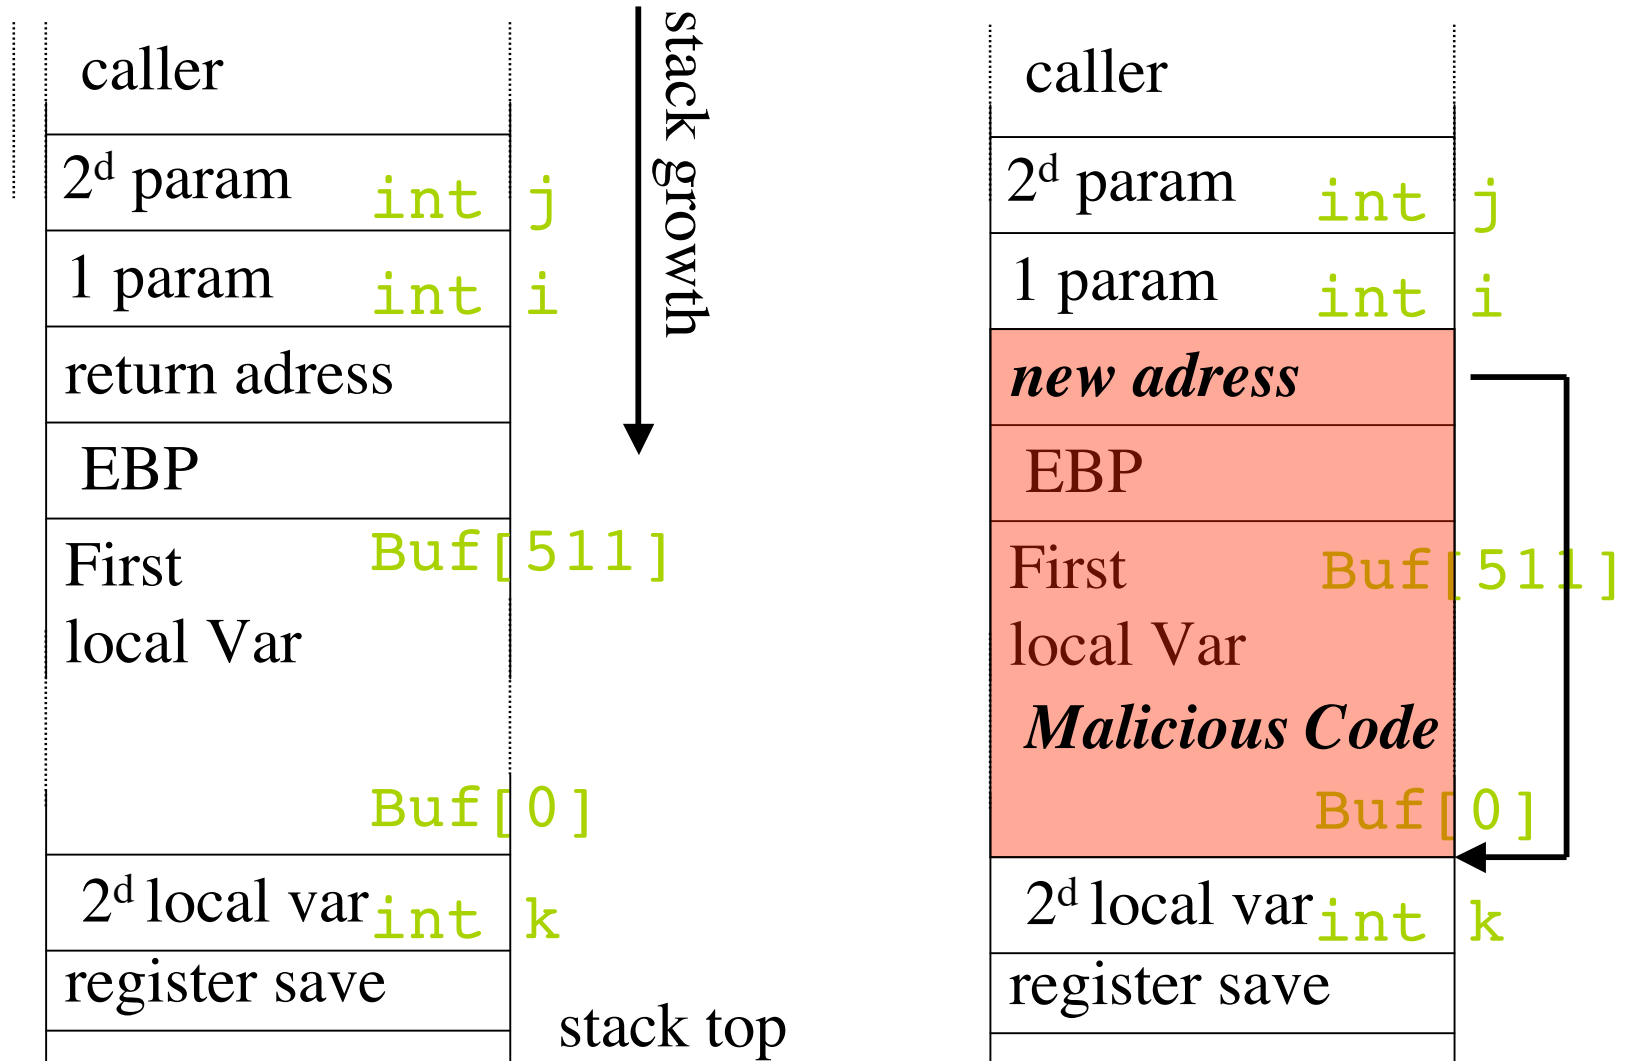 caller
2d param int j
1 param int i
return adress
EBP
First Buf[511]
local Var
Buf[0]
2d local var int k
register save
stack growth
stack top
caller
2d param int j
1 param int i
new adress
EBP
First Buf[511]
local Var
Malicious Code
Buf[0]
2d local var int k
register save